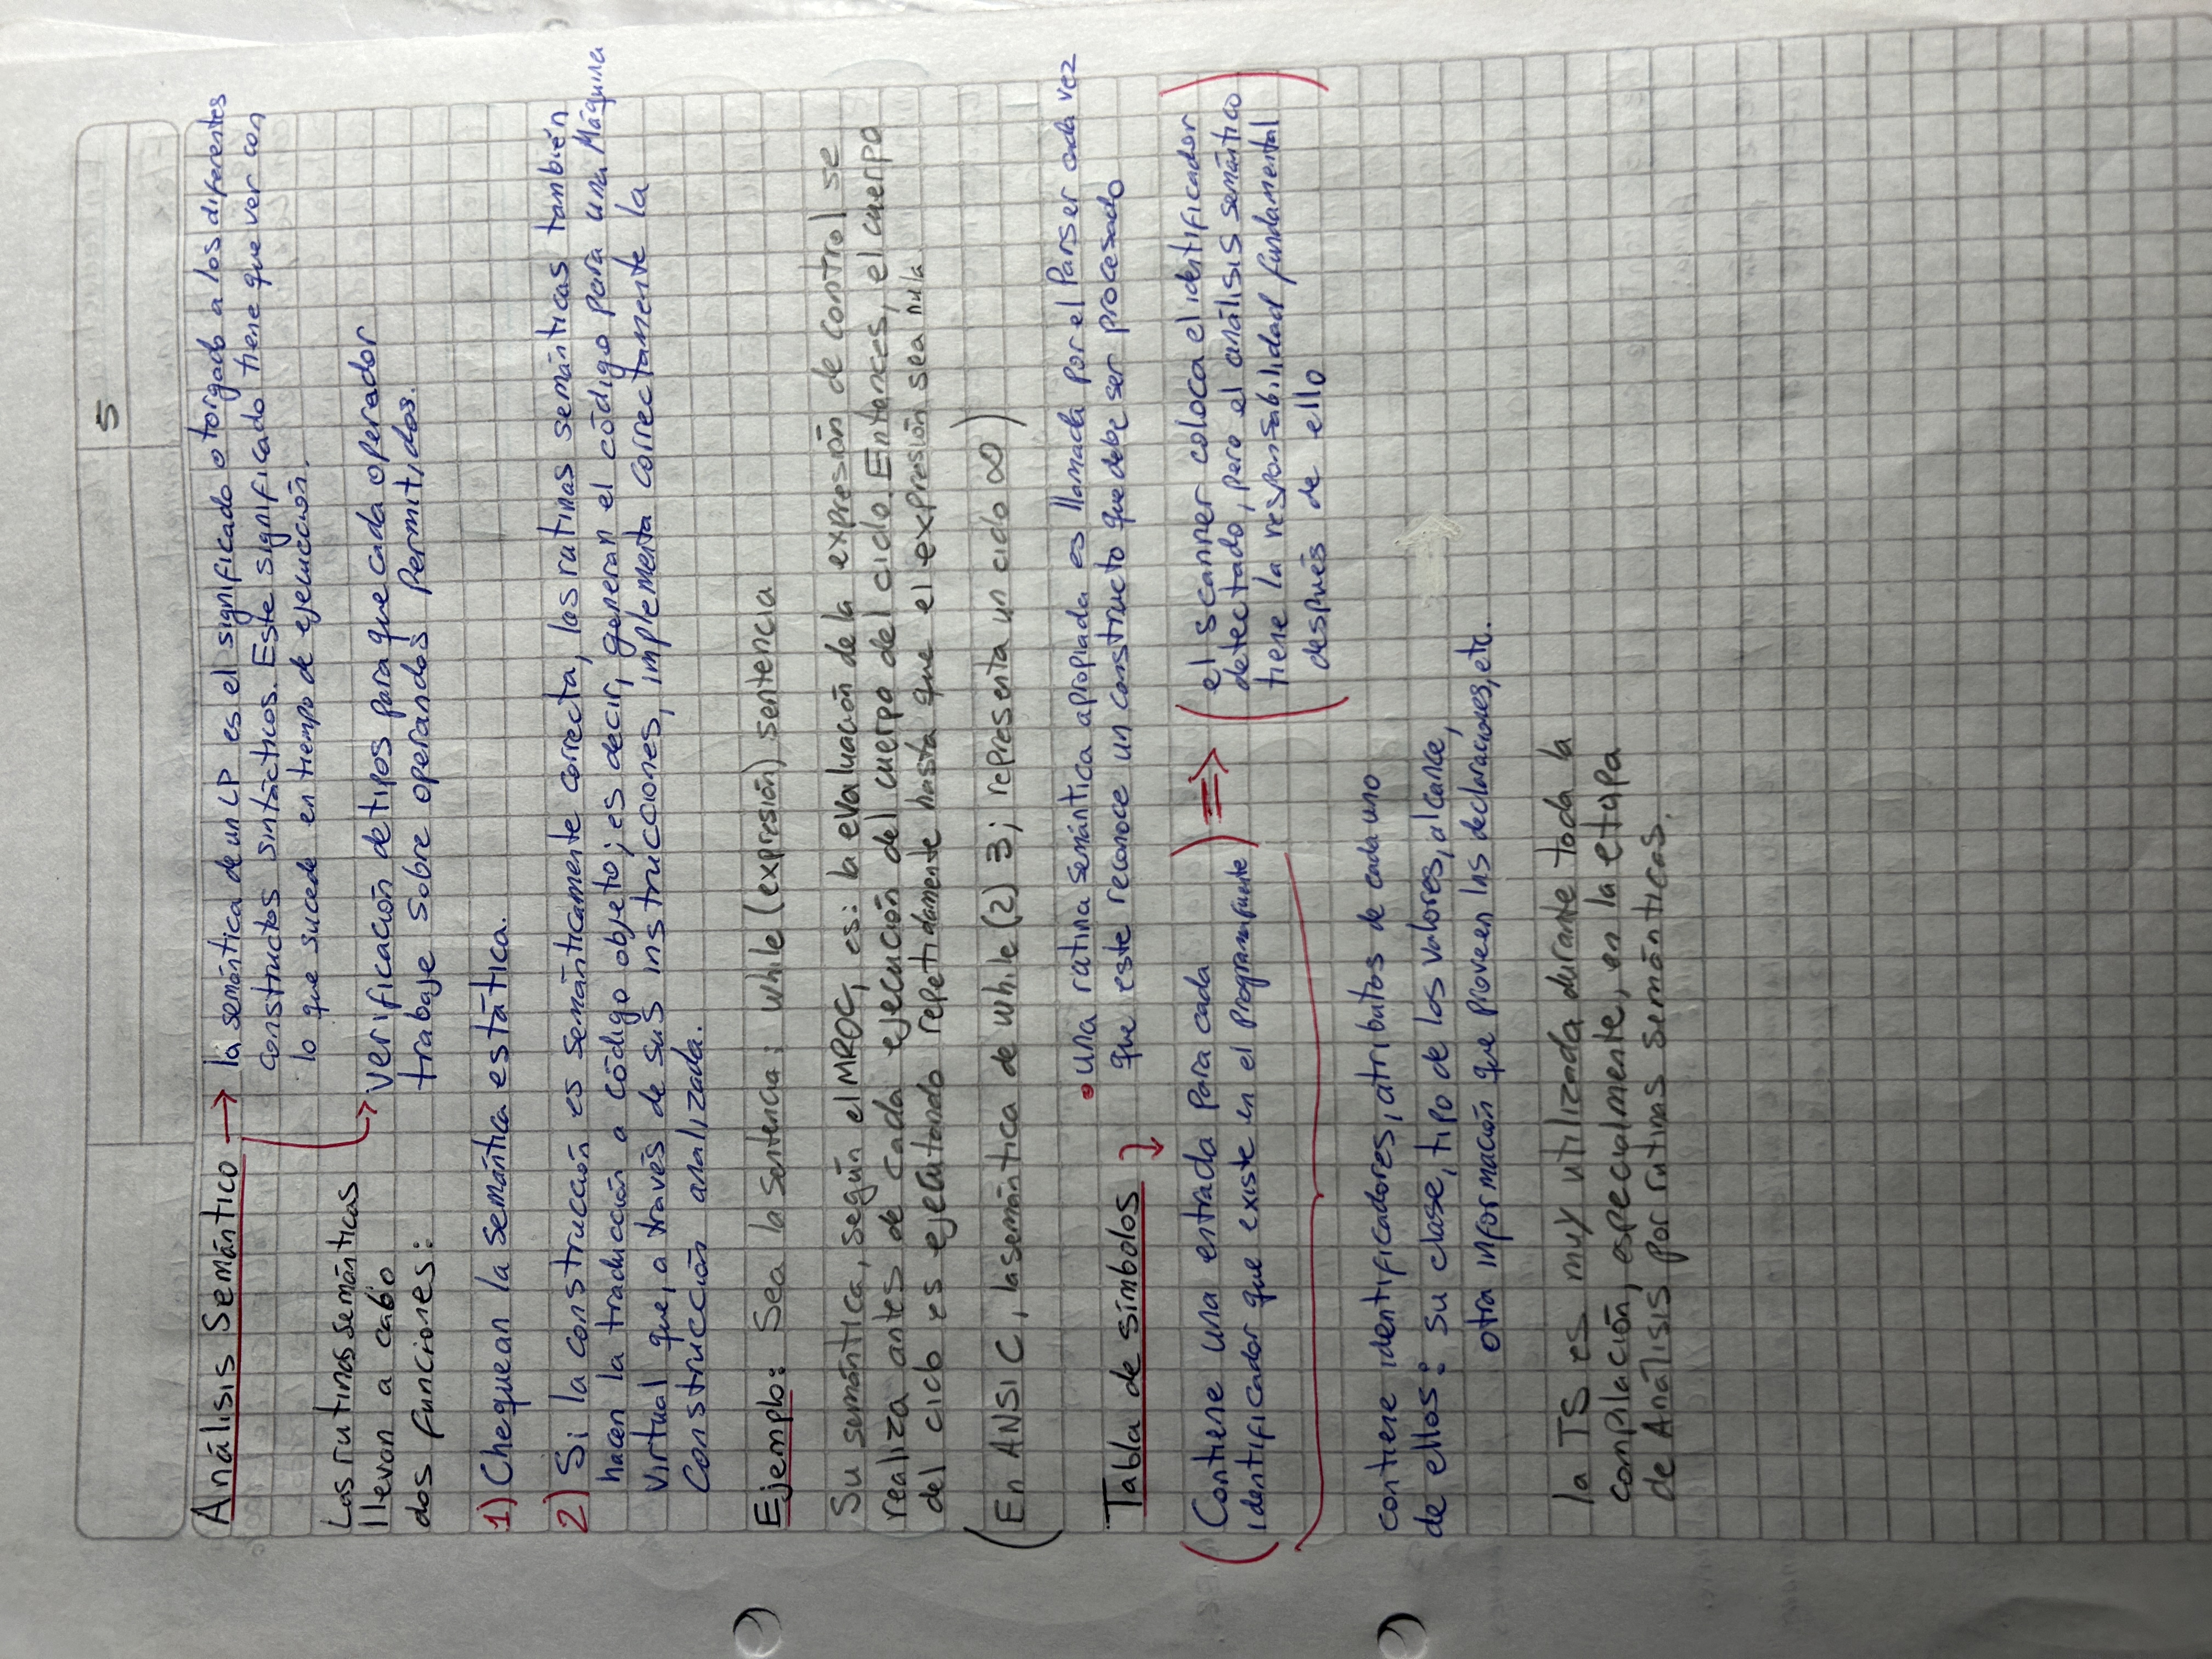 5
Análisis Semántico → la semántica de un LP es el significado otorgado a los diferentes
constructos sintácticos. Este significado tiene que ver con
lo que sucede en tiempo de ejecucción.
Las rutinas semánticas
llevan a cabo
dos funciones:
→ verificación de tipos para que cada operador
trabaje sobre operandos permitidos.
1) Chequean la semántica estática.
2) Si la construcción es semánticamente correcta, las rutinas semánticas también
hacen la traducción a código objeto; es decir, generan el código para una Máquina
Virtual que, a través de sus instrucciones, implementa correctamente la
construcción analizada.
Ejemplo: Sea la sentencia: while (expresión) sentencia
Su semántica, según el MROC, es: la evaluación de la expresión de control se
realiza antes de cada ejecución del cuerpo del ciclo. Entonces, el cuerpo
del ciclo es ejecutando repetidamente hasta que el expresión sea nula.
(En ANSI C, la semántica de while (2) 3; representa un ciclo ∞)
• una rutina semántica apropiada es llamada por el Parser cada vez
que este reconoce un constructo que debe ser procesado
Tabla de símbolos
(Contiene una entrada para cada
identificador que existe en el programa fuente)
⇒ (el scanner coloca el identificador
detectado, pero el análisis semántico
tiene la responsabilidad fundamental
después de ello)
contiene identificadores, atributos de cada uno
de ellos: su clase, tipo de los valores, alcance,
otra información que proveen las declaraciones, etc.
la TS es muy utilizada durante toda la
compilación, especialmente, en la etapa
de Análisis por rutinas semánticas.